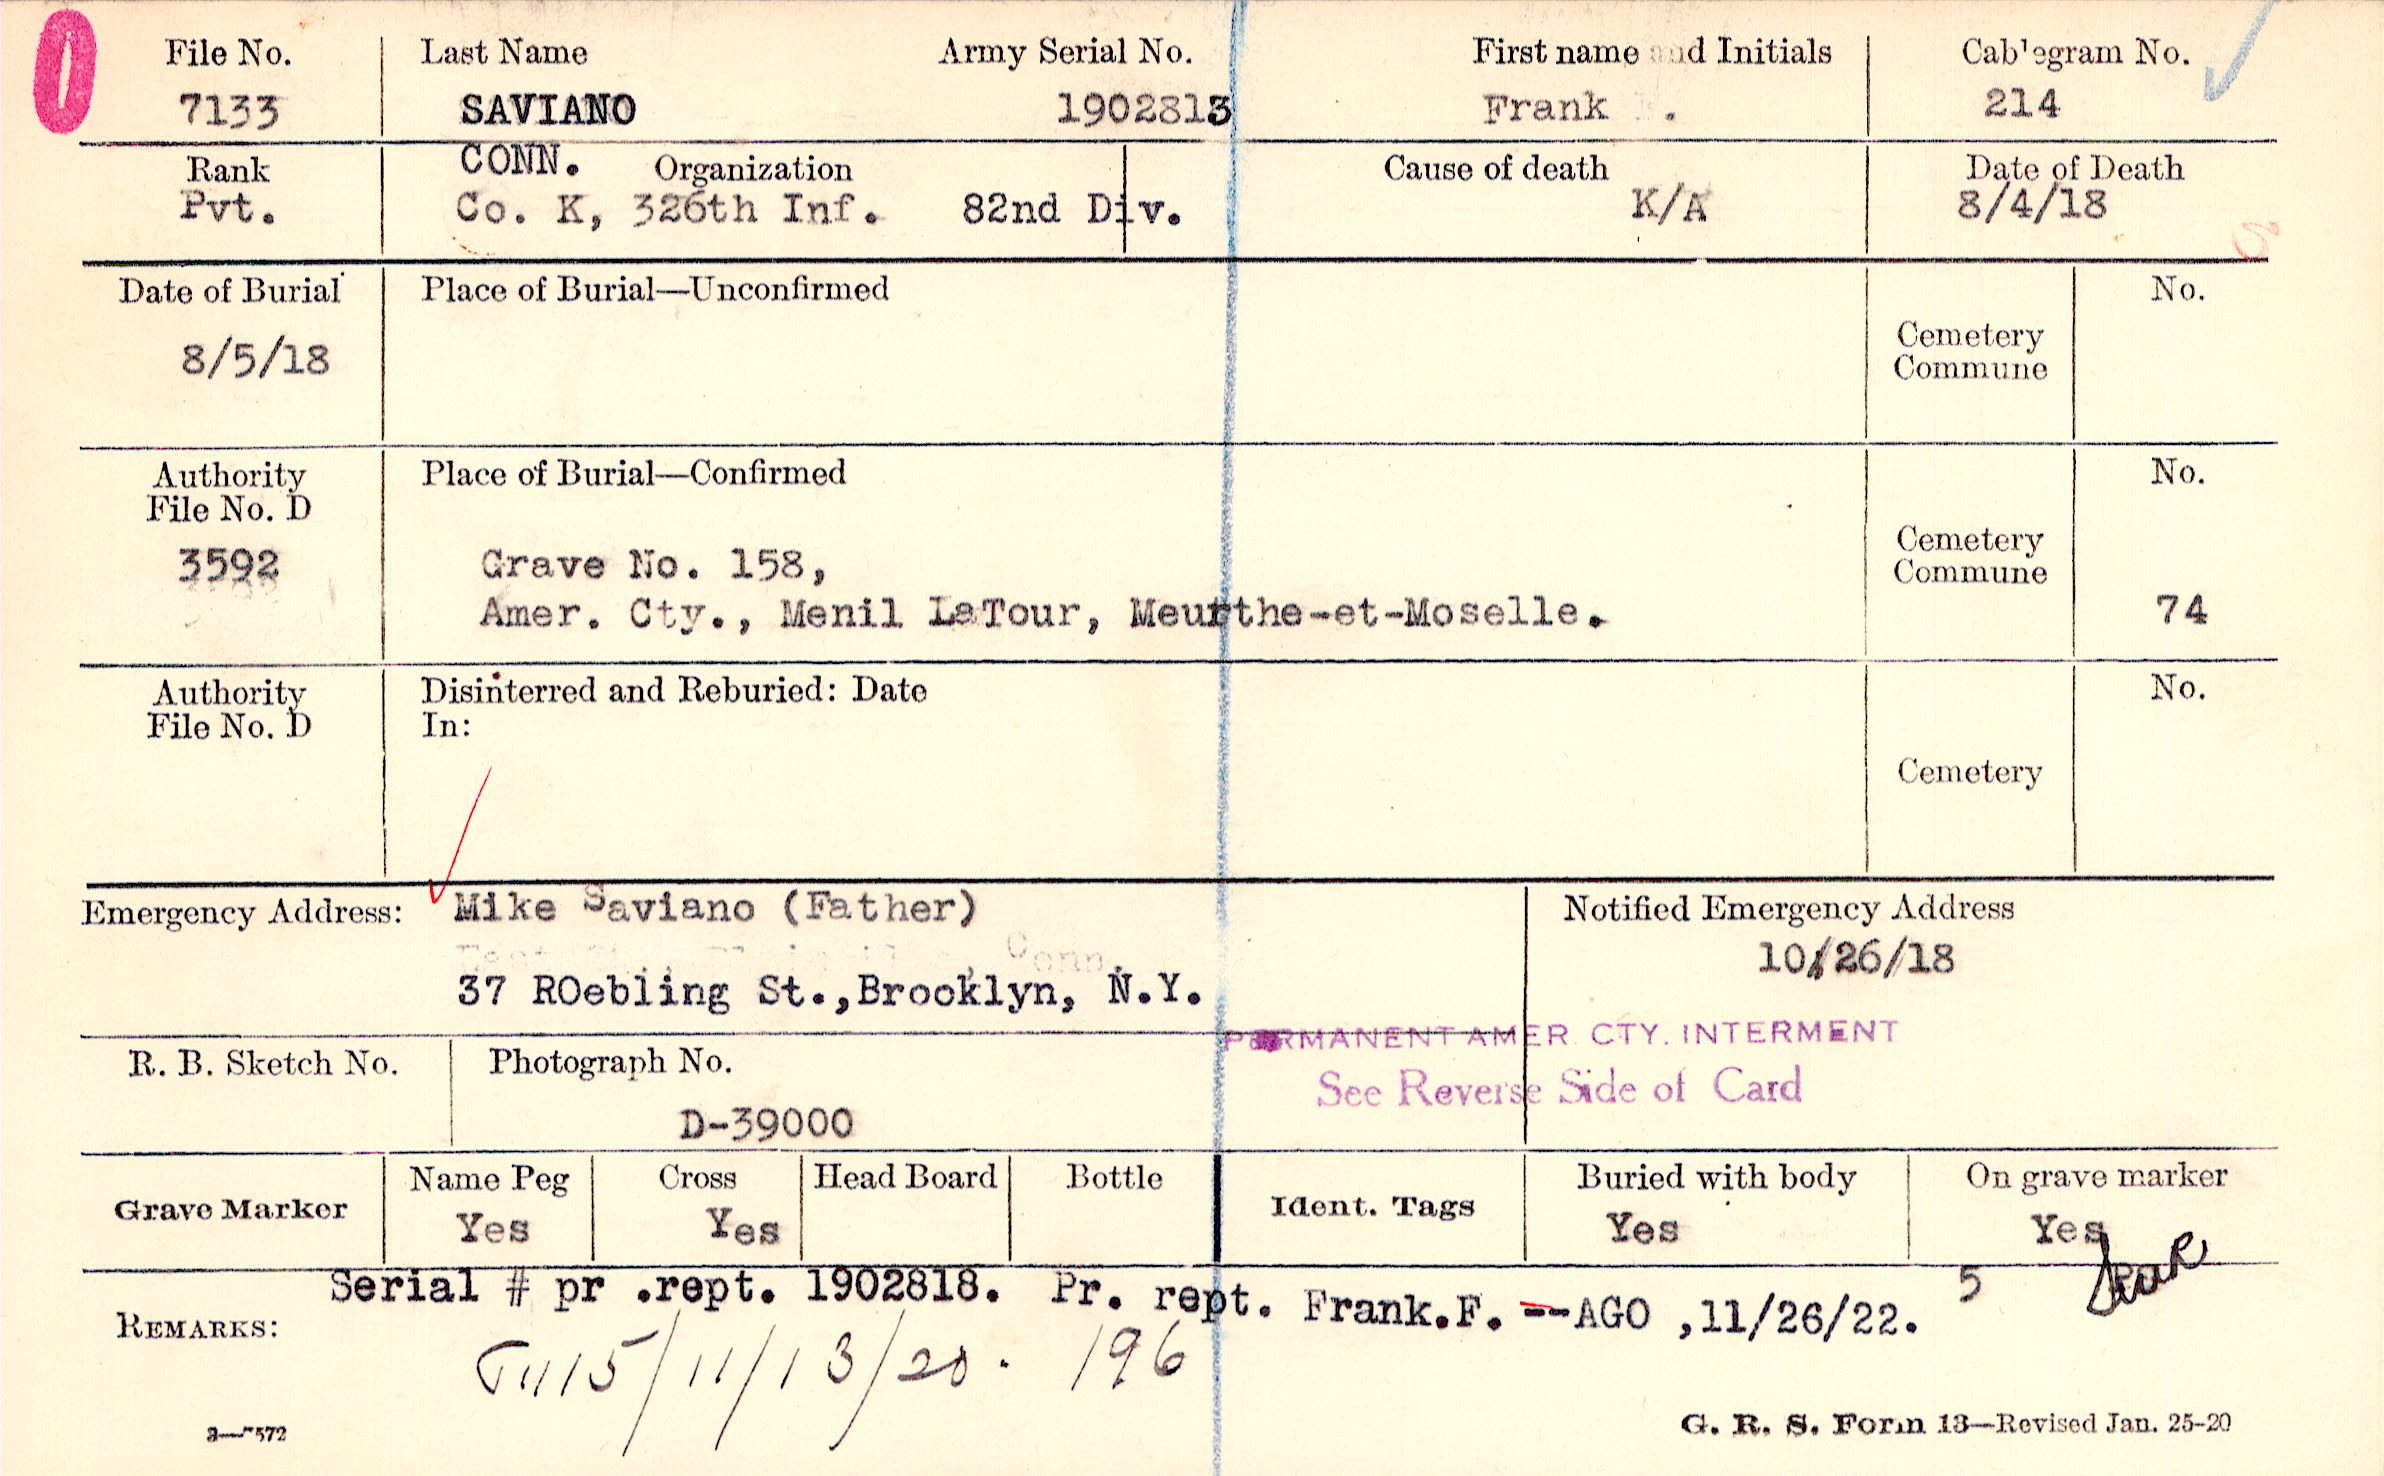 File No. Last Name Army Serial No. First name and Initials Cablegram No.
7133 SAVIANO 1902813 Frank . 214
Rank CONN. Organization Cause of death Date of Death
Pvt. Co. K, 326th Inf. 82nd Div. K/A 8/4/18
Date of Burial Place of Burial—Unconfirmed No.
8/5/18 Cemetery
Commune
Authority Place of Burial—Confirmed No.
File No. D
3592 Grave No. 158, Cemetery
Commune
Amer. Cty., Menil LaTour, Meurthe-et-Moselle. 74
Authority Disinterred and Reburied: Date No.
File No. D In:
Cemetery
Emergency Address: Mike Saviano (Father) Notified Emergency Address
Conn.
10/26/18
37 ROebling St.,Brooklyn, N.Y.
PERMANENT AMER CTY. INTERMENT
R. B. Sketch No. Photograph No. See Reverse Side of Card
D-39000
Grave Marker Name Peg Cross Head Board Bottle Ident. Tags Buried with body On grave marker
Yes Yes Yes Yes
Serial # pr .rept. 1902818. Pr. rept. Frank.F. --AGO ,11/26/22. 5
REMARKS:
/11/13/20. 196
G. R. S. Form 13—Revised Jan. 25-20